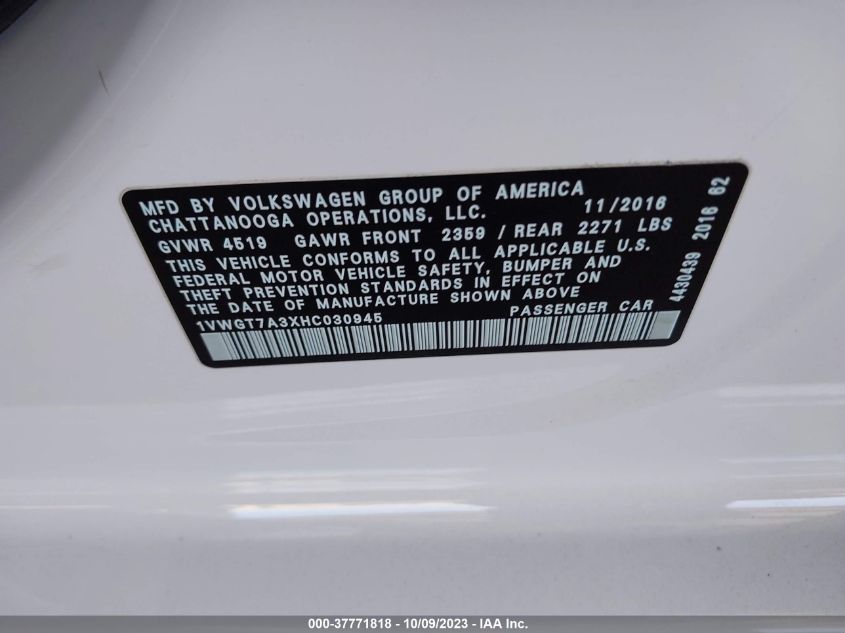 MFD BY VOLKSWAGEN GROUP OF AMERICA
CHATTANOOGA OPERATIONS, LLC. 11/2016
GVWR 4519 GAWR FRONT 2359 / REAR 2271 LBS
THIS VEHICLE CONFORMS TO ALL APPLICABLE U.S.
FEDERAL MOTOR VEHICLE SAFETY, BUMPER AND
THEFT PREVENTION STANDARDS IN EFFECT ON
THE DATE OF MANUFACTURE SHOWN ABOVE
1VWGT7A3XHC030945 PASSENGER CAR
4430439 2016 62
000-37771818 - 10/09/2023 - IAA Inc.